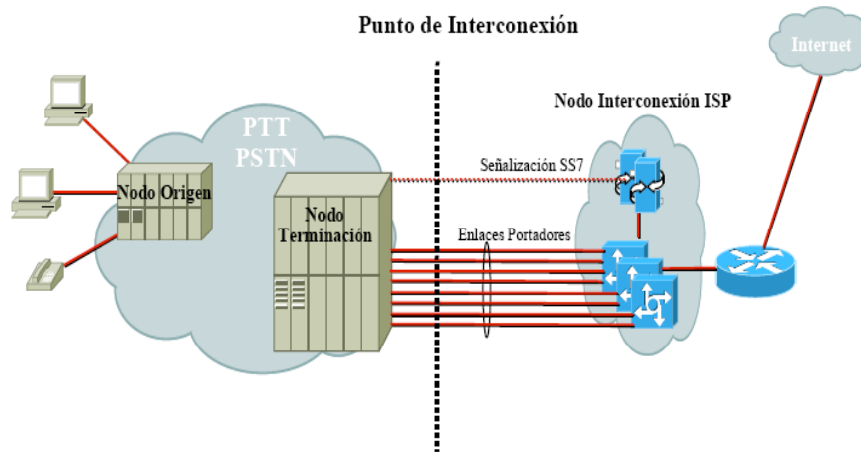 Punto de Interconexión
Internet
Nodo Interconexión ISP
PTT
PSTN
Señalización SS7
Nodo Origen
Nodo
Terminación
Enlaces Portadores